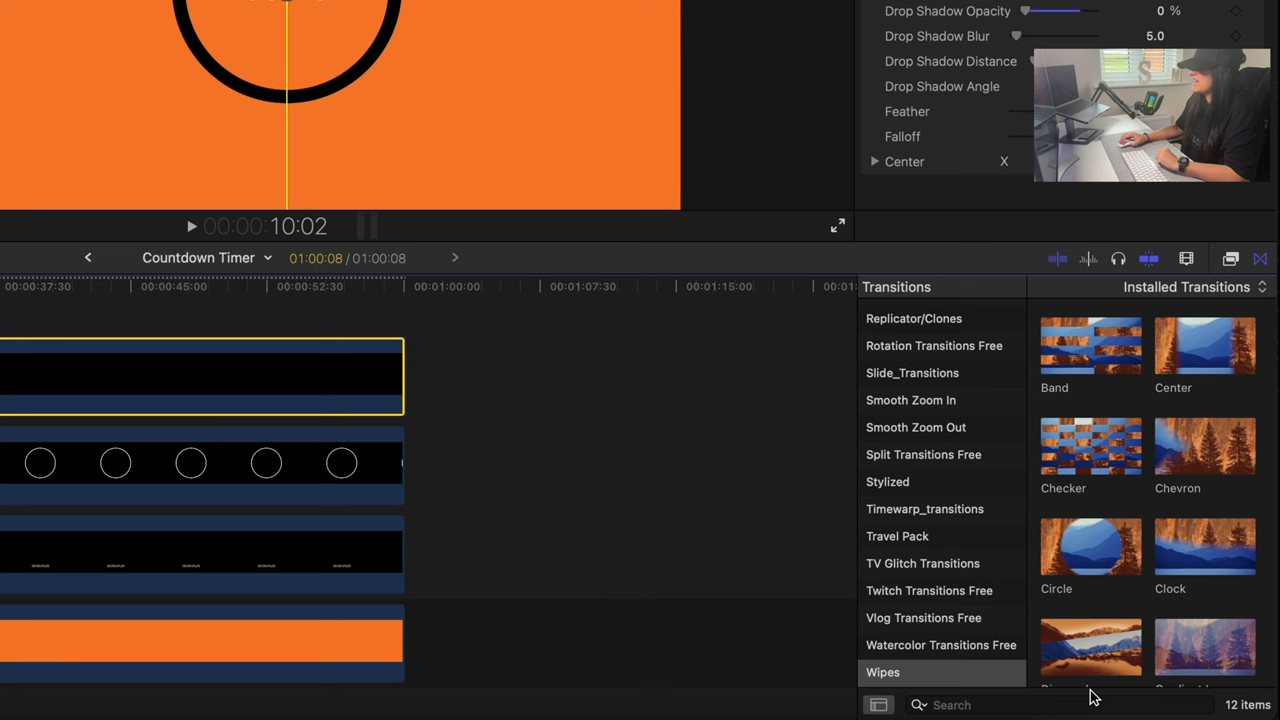 Drop Shadow Opacity 0 %
Drop Shadow Blur 5.0
Drop Shadow Distance
Drop Shadow Angle
Feather
Falloff
Center X
00:00:10:02
Countdown Timer 01:00:08 / 01:00:08
00:00:37:30 00:00:45:00 00:00:52:30 00:01:00:00 00:01:07:30 00:01:15:00 00:01:
Transitions Installed Transitions
Replicator/Clones
Rotation Transitions Free
Slide_Transitions
Smooth Zoom In
Smooth Zoom Out
Split Transitions Free
Stylized
Timewarp_transitions
Travel Pack
TV Glitch Transitions
Twitch Transitions Free
Vlog Transitions Free
Watercolor Transitions Free
Wipes
Band Center
Checker Chevron
Circle Clock
Search 12 items